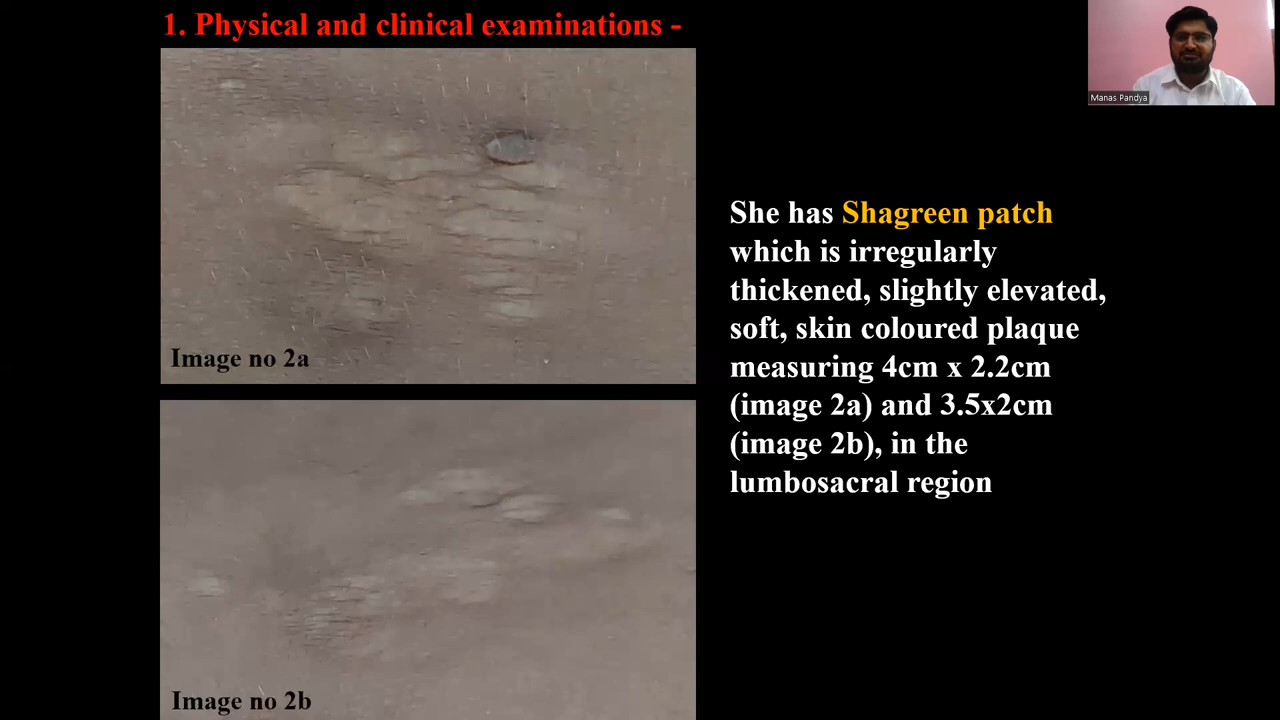 1. Physical and clinical examinations -
Manas Pandya
She has Shagreen patch
which is irregularly
thickened, slightly elevated,
soft, skin coloured plaque
measuring 4cm x 2.2cm
(image 2a) and 3.5x2cm
(image 2b), in the
lumbosacral region
Image no 2a
Image no 2b